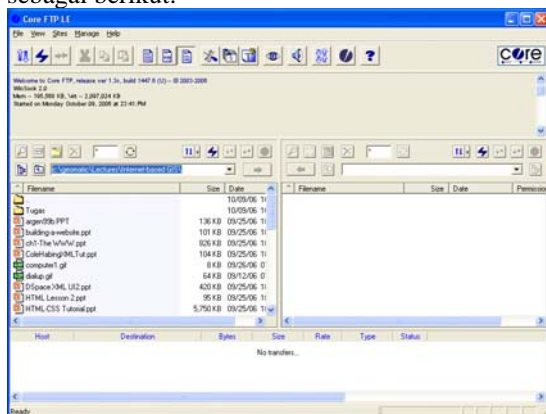 sebagai berikut.
Core FTP LE
File View Sites Manage Help
core
Welcome to Core FTP, release ver 1.3c, build 1447.6 (U) -- © 2003-2006
WinSock 2.0
Started on Monday October 09, 2006 at 23:41:PM
Filename Size Date
10/09/06
Tugas 10/09/06
argen99b.PPT 136 KB 09/25/06
building-a-website.ppt 101 KB 09/25/06
ch1-The WWW.ppt 826 KB 09/25/06
ColeHabingXMLTut.ppt 104 KB 09/25/06
computer1.gif 8 KB 09/26/06
dialup.gif 64 KB 09/12/06
DSpace XML UI2.ppt 420 KB 09/25/06
HTML Lesson 2.ppt 95 KB 09/25/06
HTML-CSS Tutorial.ppt 5,750 KB 09/25/06
Filename Size Date Permissio
Host Destination Bytes Size Rate Type Status
No transfers...
Ready